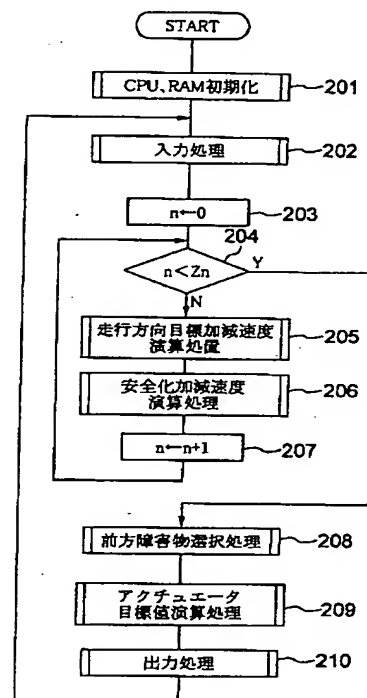 START
CPU、RAM初期化
201
入力処理
202
n←0
203
204
n<Zn
Y
N
走行方向目標加減速度
演算処置
205
安全化加減速度
演算処理
206
n←n+1
207
前方障害物選択処理
208
アクチュエータ
目標値演算処理
209
出力処理
210